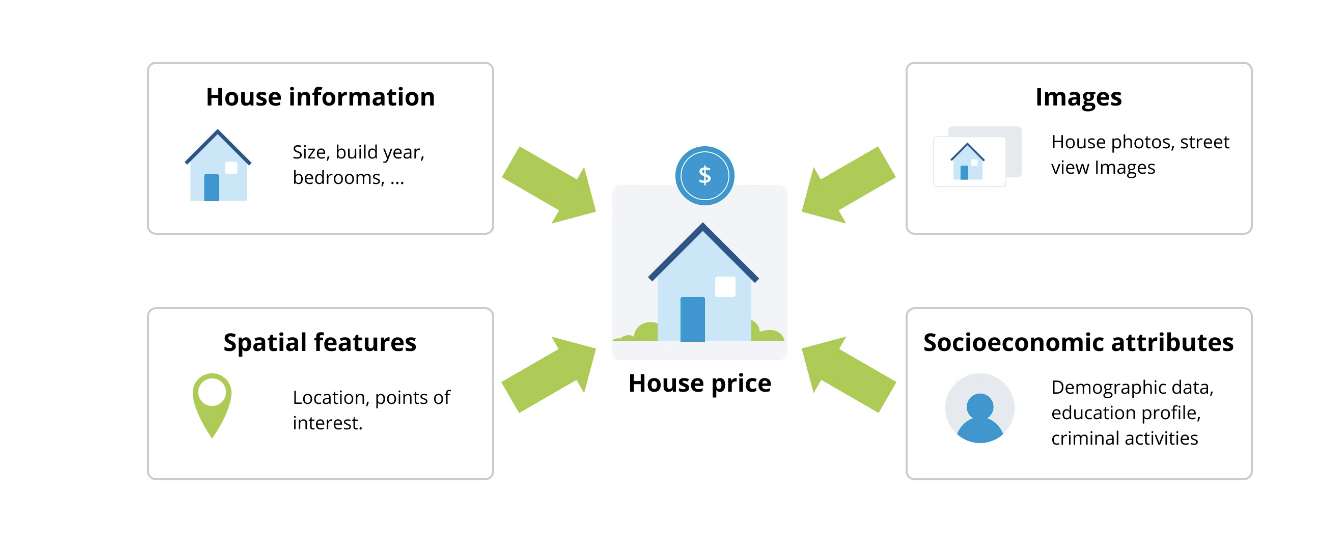 House information
Size, build year,
bedrooms, ...
Images
House photos, street
view Images
$
House price
Spatial features
Location, points of
interest.
Socioeconomic attributes
Demographic data,
education profile,
criminal activities